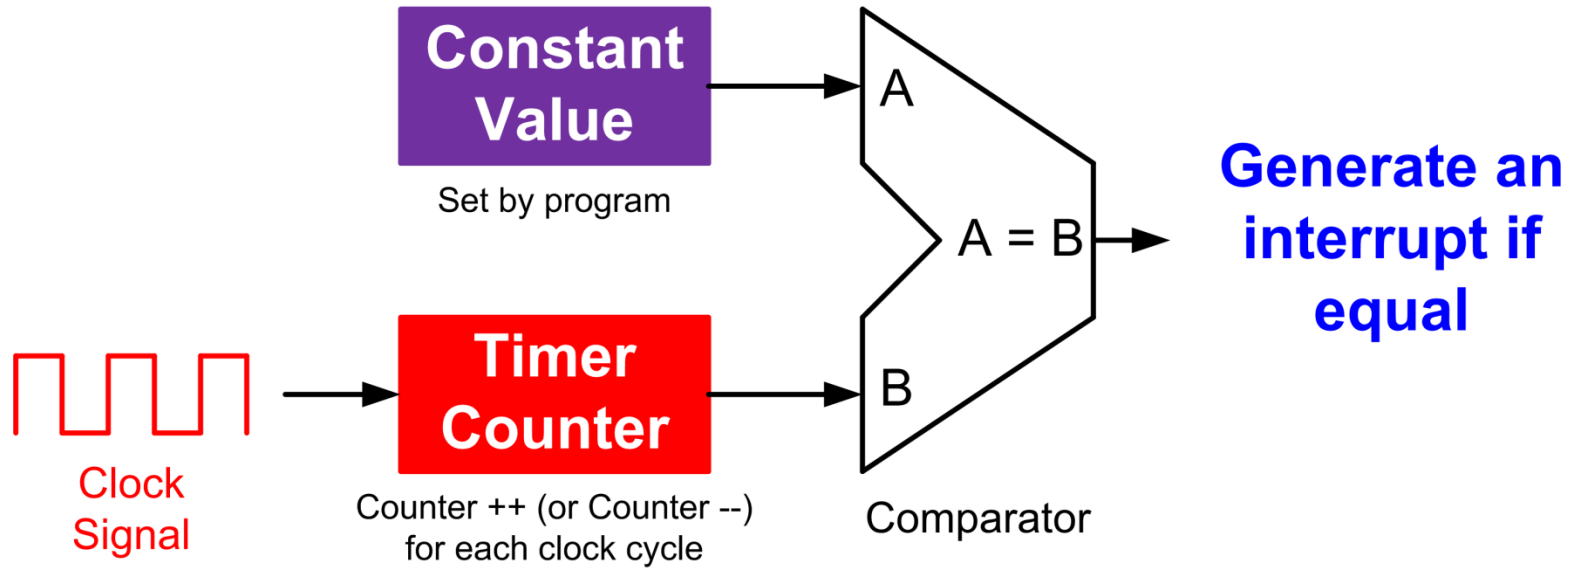 Constant
Value
Set by program
A
A = B
B
Generate an
interrupt if
equal
Clock
Signal
Timer
Counter
Counter ++ (or Counter --)
for each clock cycle
Comparator